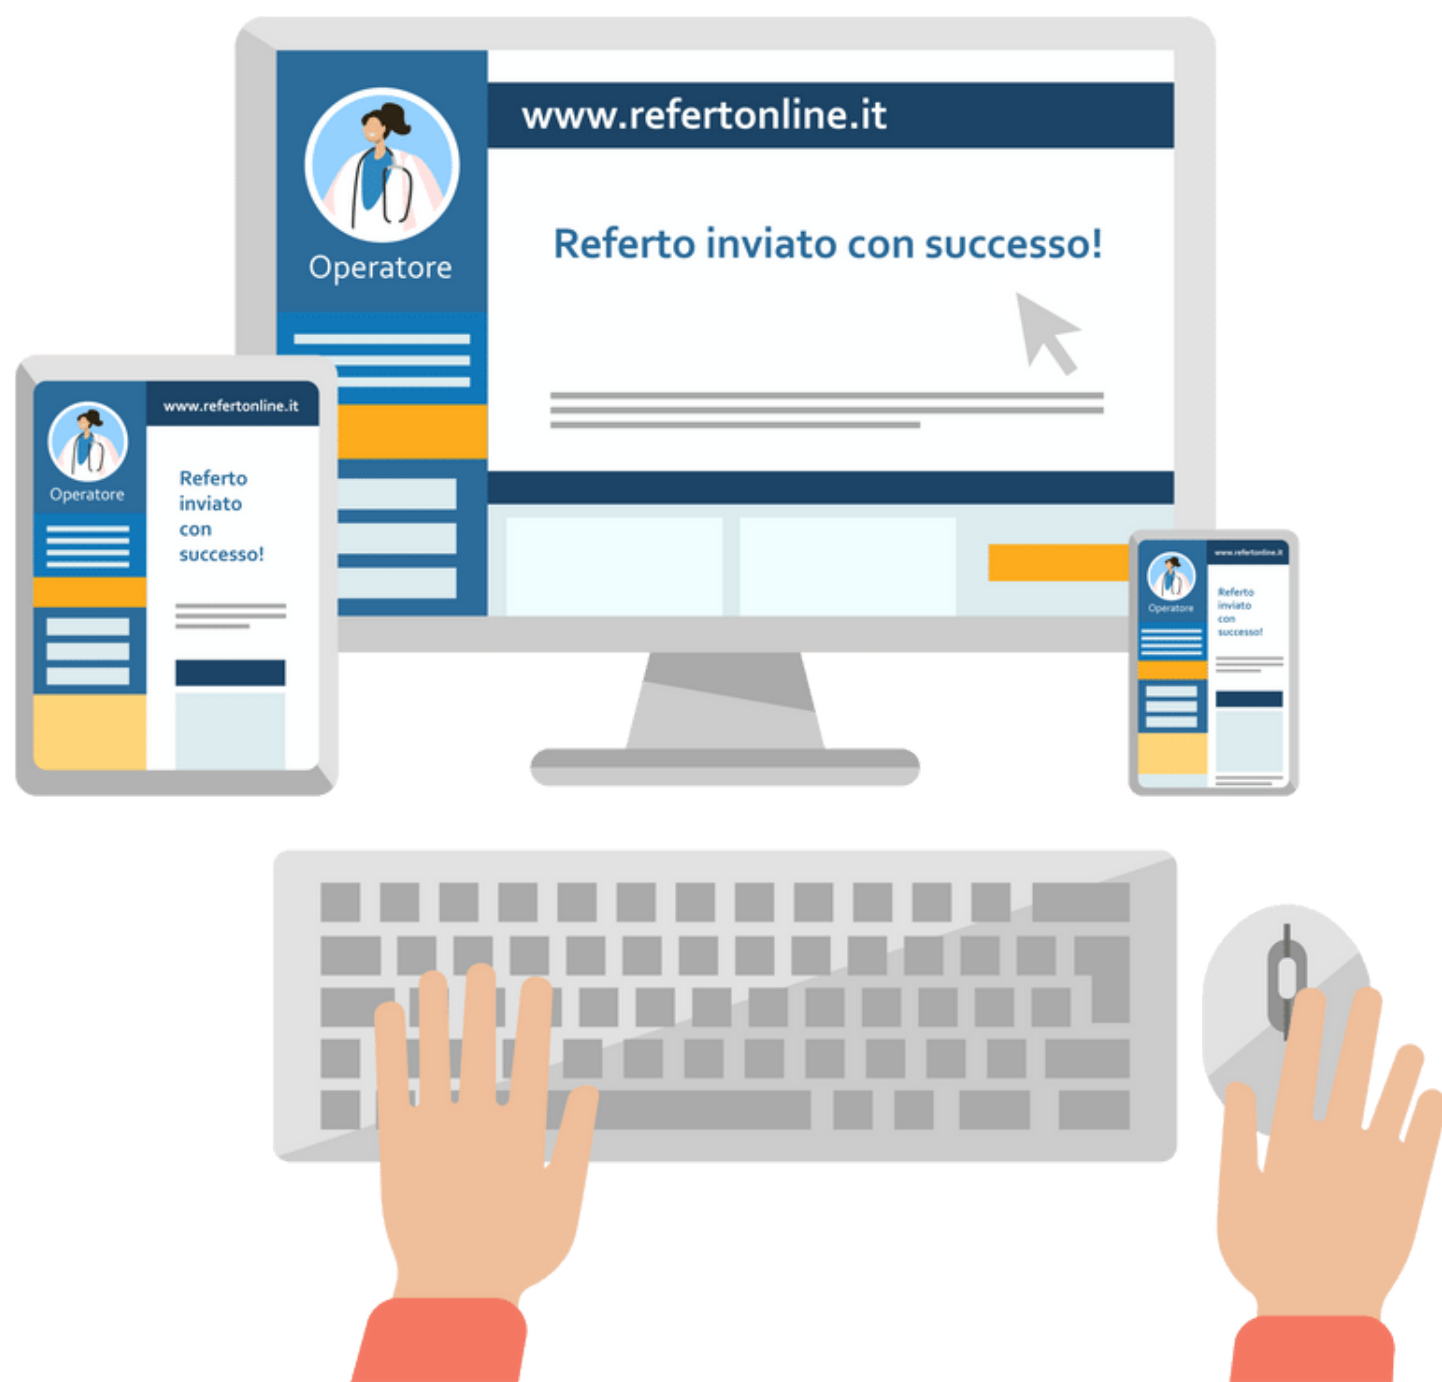 www.refertonline.it
Operatore
Referto inviato con successo!
www.refertonline.it
Operatore
Referto
inviato
con
successo!
www.refertonline.it
Operatore
Referto
inviato
con
successo!